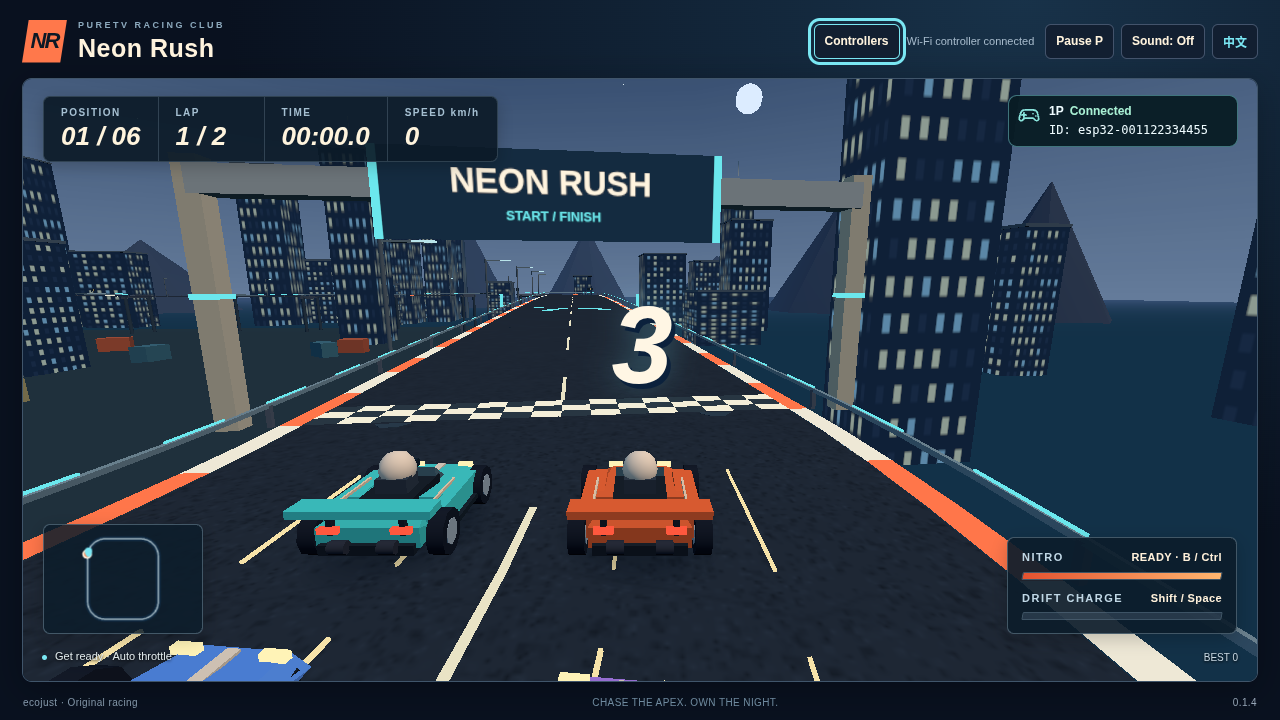 NR
PURETV RACING CLUB
Neon Rush
Controllers
Wi-Fi controller connected
Pause P
Sound: Off
中文
POSITION
01 / 06
LAP
1 / 2
TIME
00:00.0
SPEED km/h
0
1P Connected
ID: esp32-001122334455
NEON RUSH
START / FINISH
3
NITRO
READY · B / Ctrl
DRIFT CHARGE
Shift / Space
Get ready · Auto throttle
BEST 0
ecojust · Original racing
CHASE THE APEX. OWN THE NIGHT.
0.1.4